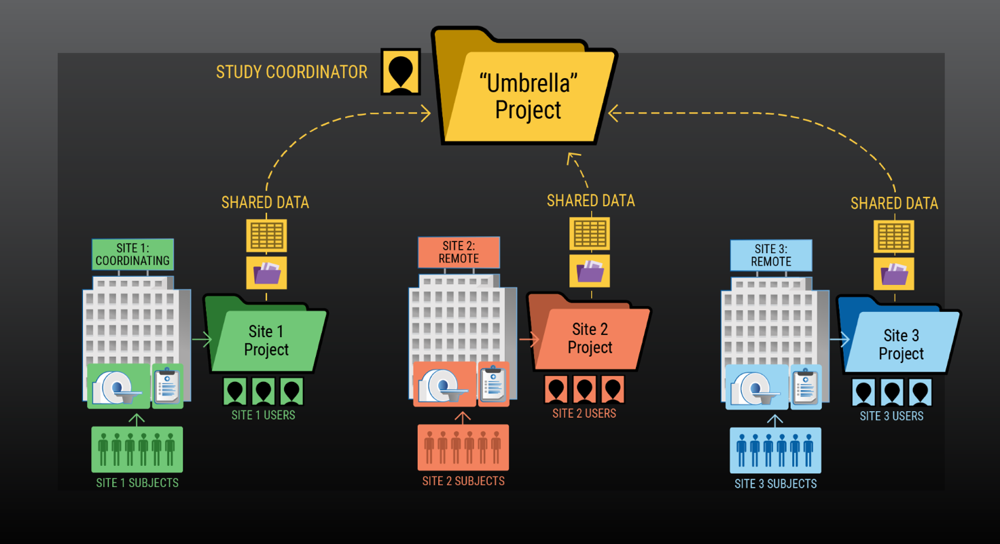 STUDY COORDINATOR
“Umbrella”
Project
SHARED DATA
SHARED DATA
SHARED DATA
SITE 1:
COORDINATING
SITE 2:
REMOTE
SITE 3:
REMOTE
Site 1
Project
Site 2
Project
Site 3
Project
SITE 1 USERS
SITE 2 USERS
SITE 3 USERS
SITE 1 SUBJECTS
SITE 2 SUBJECTS
SITE 3 SUBJECTS